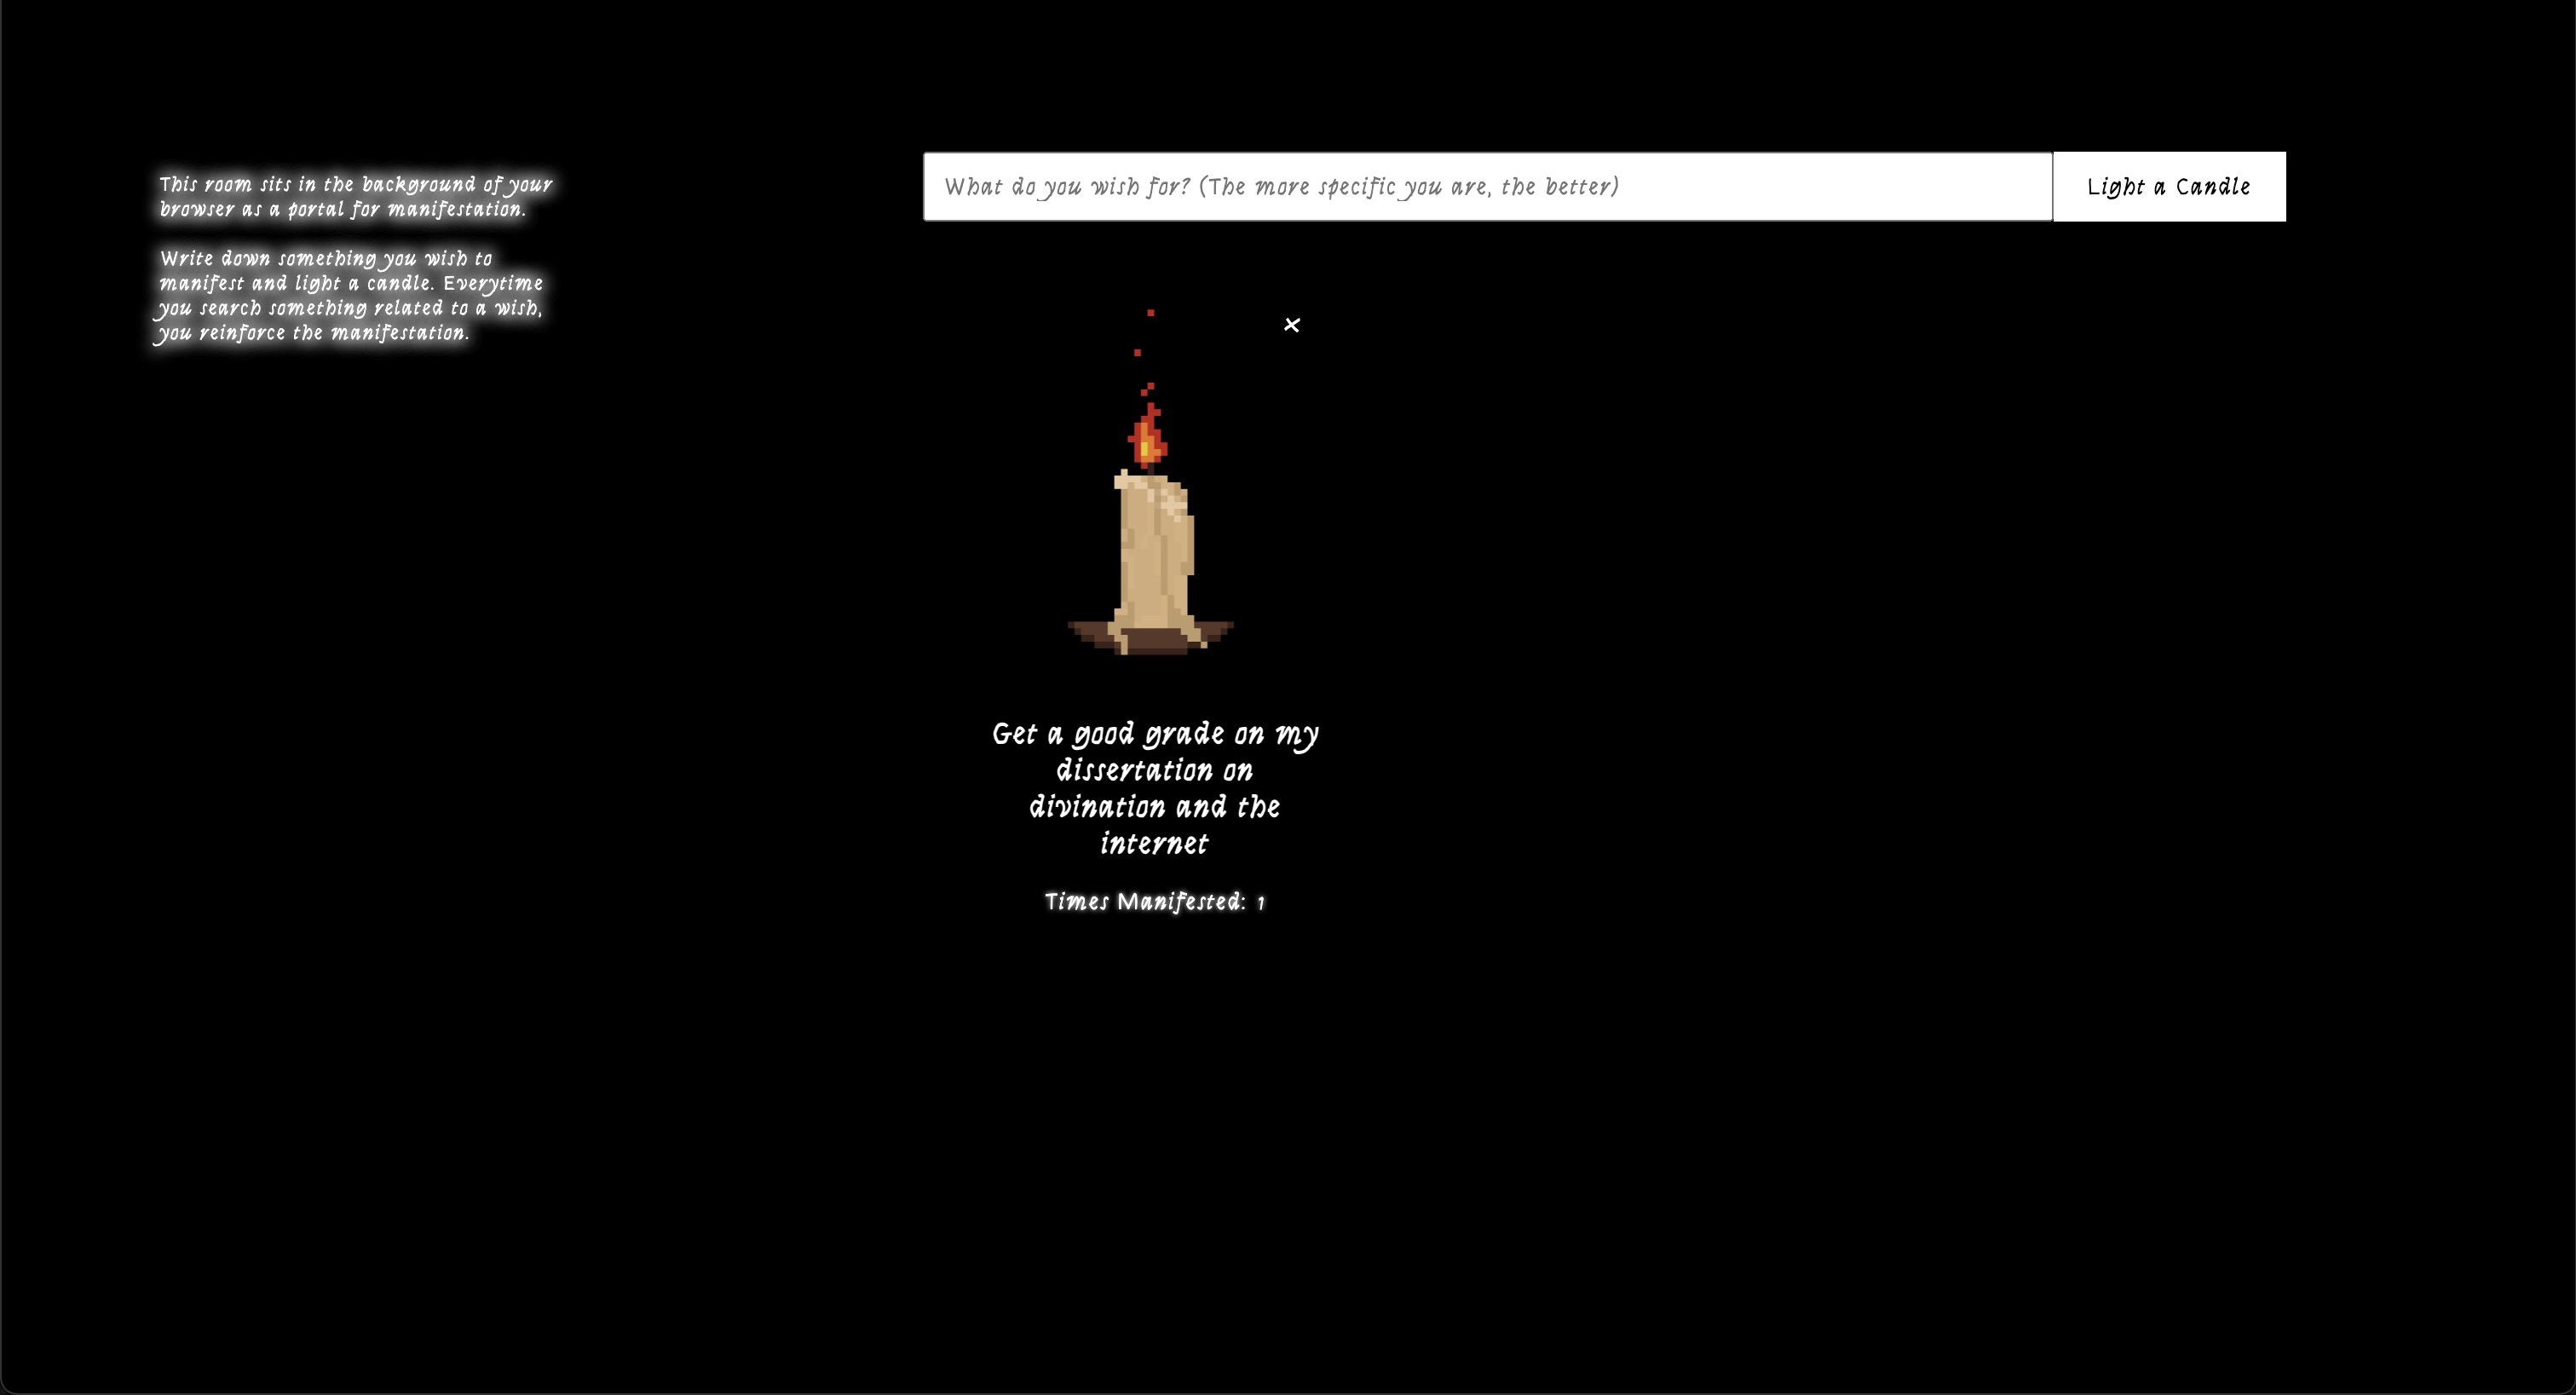 This room sits in the background of your
browser as a portal for manifestation.
Write down something you wish to
manifest and light a candle. Everytime
you search something related to a wish,
you reinforce the manifestation.
What do you wish for? (The more specific you are, the better)
Light a Candle
×
Get a good grade on my
dissertation on
divination and the
internet
Times Manifested: 1